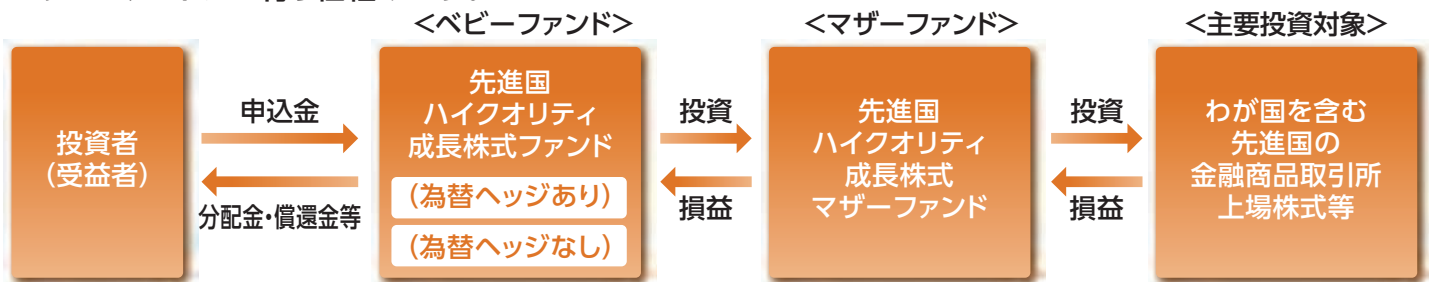 <ベビーファンド>
<マザーファンド>
<主要投資対象>
投資者
(受益者)
申込金
分配金・償還金等
先進国
ハイクオリティ
成長株式ファンド
(為替ヘッジあり)
(為替ヘッジなし)
投資
損益
先進国
ハイクオリティ
成長株式
マザーファンド
投資
損益
わが国を含む
先進国の
金融商品取引所
上場株式等